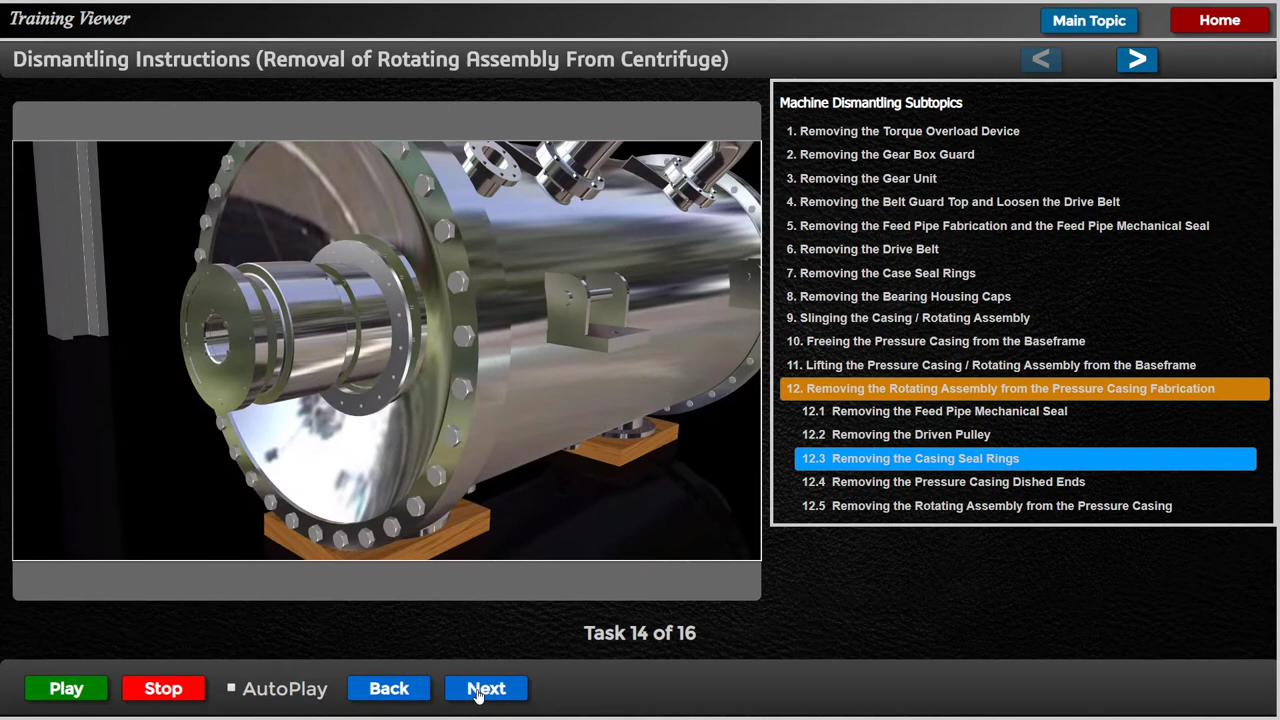 Training Viewer
Main Topic
Home
Dismantling Instructions (Removal of Rotating Assembly From Centrifuge)
<
>
Machine Dismantling Subtopics
1. Removing the Torque Overload Device
2. Removing the Gear Box Guard
3. Removing the Gear Unit
4. Removing the Belt Guard Top and Loosen the Drive Belt
5. Removing the Feed Pipe Fabrication and the Feed Pipe Mechanical Seal
6. Removing the Drive Belt
7. Removing the Case Seal Rings
8. Removing the Bearing Housing Caps
9. Slinging the Casing / Rotating Assembly
10. Freeing the Pressure Casing from the Baseframe
11. Lifting the Pressure Casing / Rotating Assembly from the Baseframe
12. Removing the Rotating Assembly from the Pressure Casing Fabrication
12.1 Removing the Feed Pipe Mechanical Seal
12.2 Removing the Driven Pulley
12.3 Removing the Casing Seal Rings
12.4 Removing the Pressure Casing Dished Ends
12.5 Removing the Rotating Assembly from the Pressure Casing
Task 14 of 16
Play
Stop
AutoPlay
Back
Next